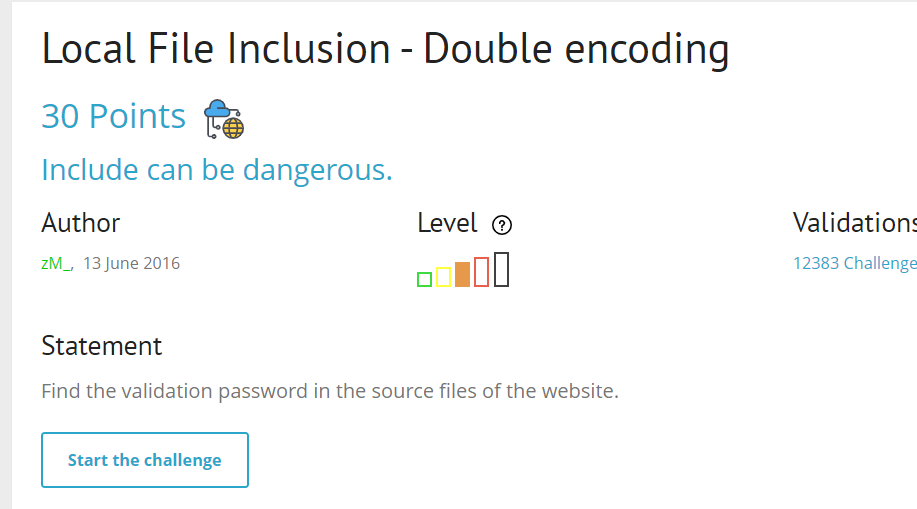 Local File Inclusion - Double encoding
30 Points
Include can be dangerous.
Author
Level ?
Validations
zM_, 13 June 2016
12383 Challenge
Statement
Find the validation password in the source files of the website.
Start the challenge